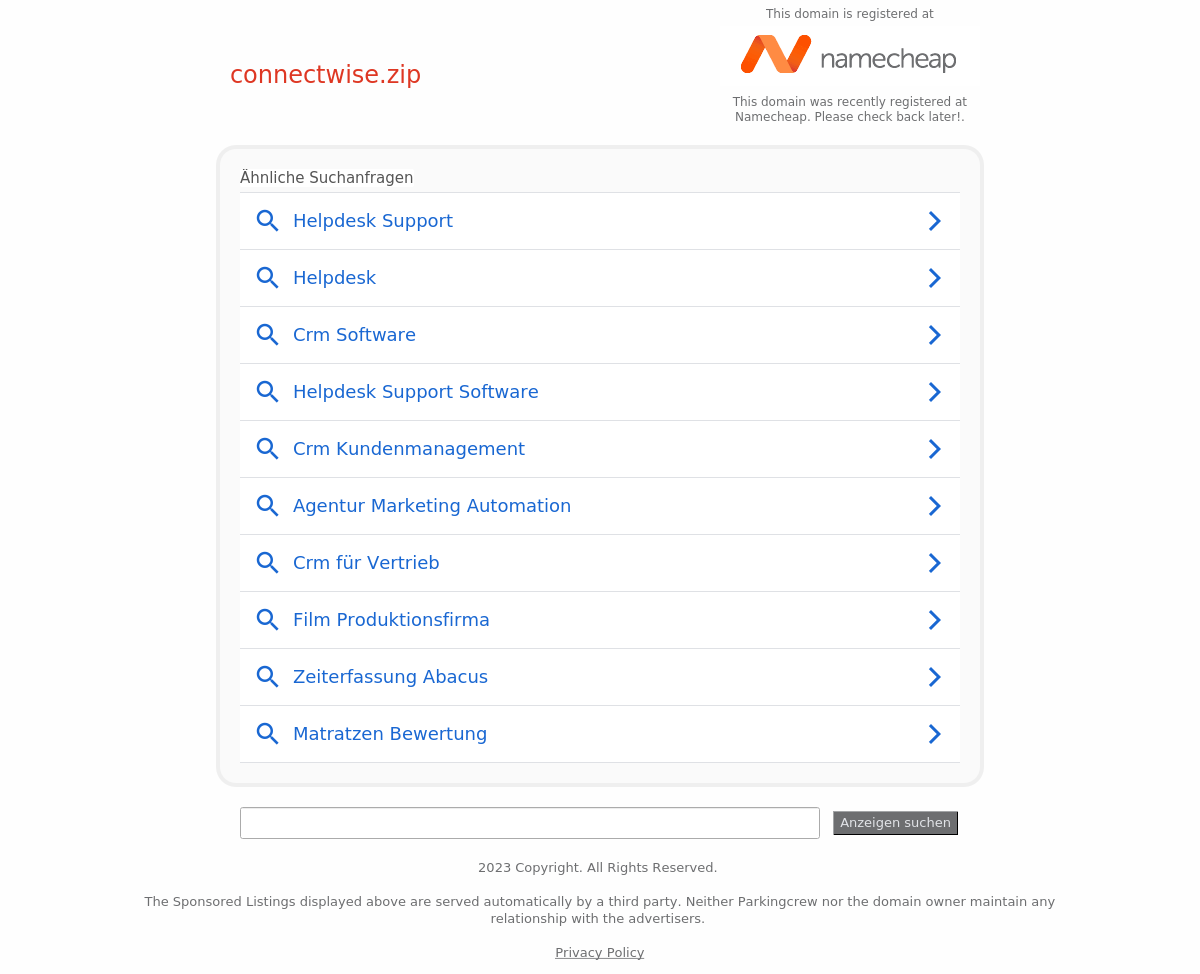 This domain is registered at
namecheap
connectwise.zip
This domain was recently registered at
Namecheap. Please check back later!.
Ähnliche Suchanfragen
Helpdesk Support
Helpdesk
Crm Software
Helpdesk Support Software
Crm Kundenmanagement
Agentur Marketing Automation
Crm für Vertrieb
Film Produktionsfirma
Zeiterfassung Abacus
Matratzen Bewertung
Anzeigen suchen
2023 Copyright. All Rights Reserved.
The Sponsored Listings displayed above are served automatically by a third party. Neither Parkingcrew nor the domain owner maintain any
relationship with the advertisers.
Privacy Policy